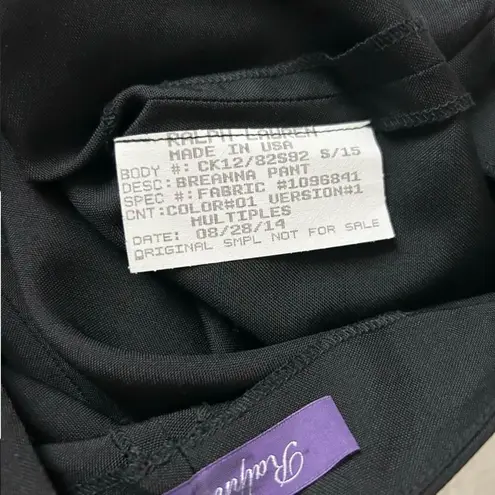 RALPH LAUREN
MADE IN USA
BODY #: CK12/82S92 S/15
DESC:BREANNA PANT
SPEC #:FABRIC #1096841
CNT:COLOR#01 VERSION#1
MULTIPLES
DATE: 08/28/14
ORIGINAL SMPL NOT FOR SALE
Ralph